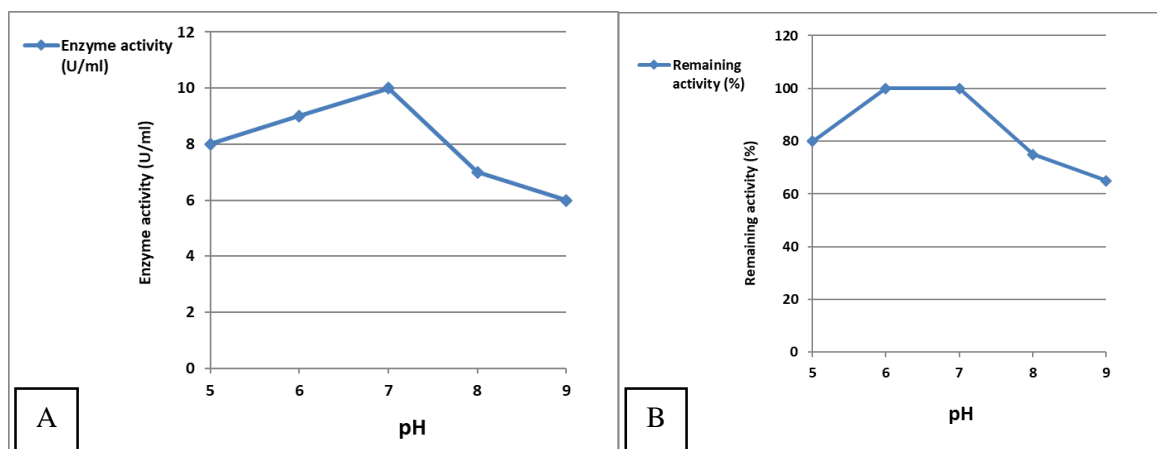 Enzyme activity
(U/ml)
Enzyme activity (U/ml)
12
10
8
6
4
2
0
5 6 7 8 9
pH
A
Remaining
activity (%)
Remaining activity (%)
120
100
80
60
40
20
0
5 6 7 8 9
pH
B